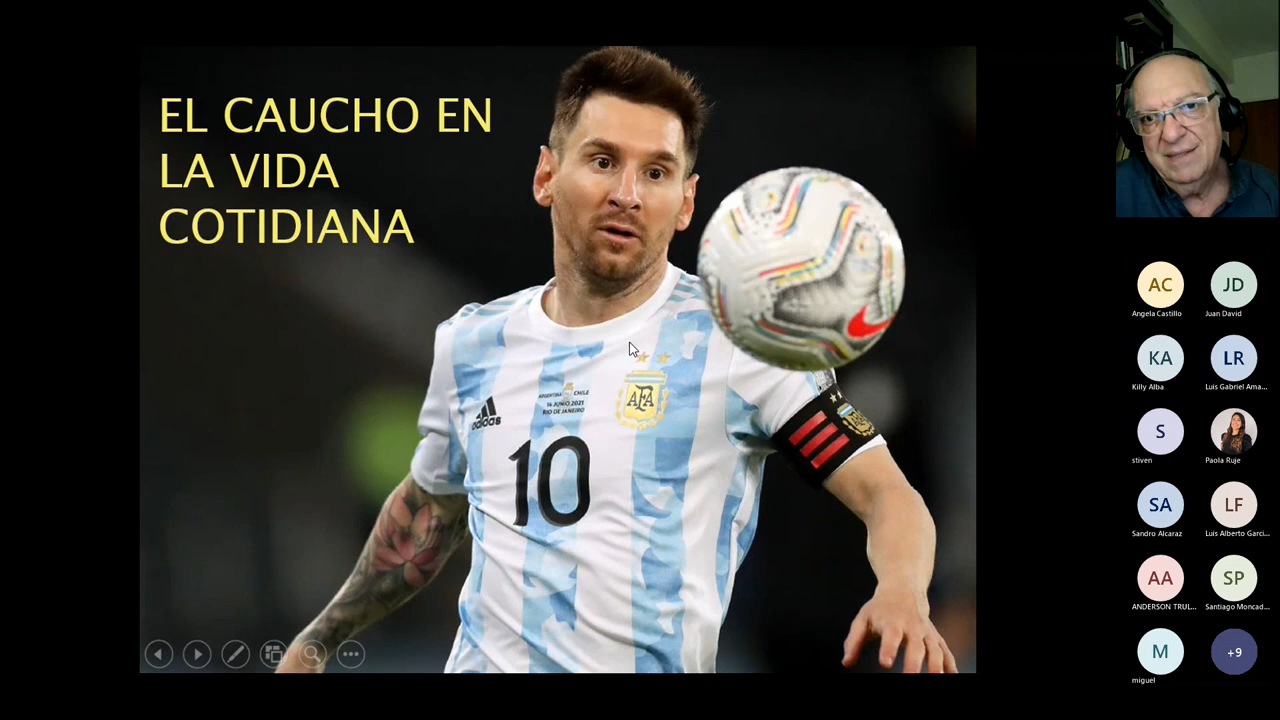 EL CAUCHO EN
LA VIDA
COTIDIANA
ARGENTINA CHILE
14 JUNIO 2021
RIO DE JANEIRO
AFA
adidas
10
AC
Angela Castillo
JD
Juan David
KA
Killy Alba
LR
Luis Gabriel Ama...
S
stiven
Paola Ruje
SA
Sandro Alcaraz
LF
Luis Alberto Garci...
AA
ANDERSON TRUL...
SP
Santiago Moncad...
M
miguel
+9